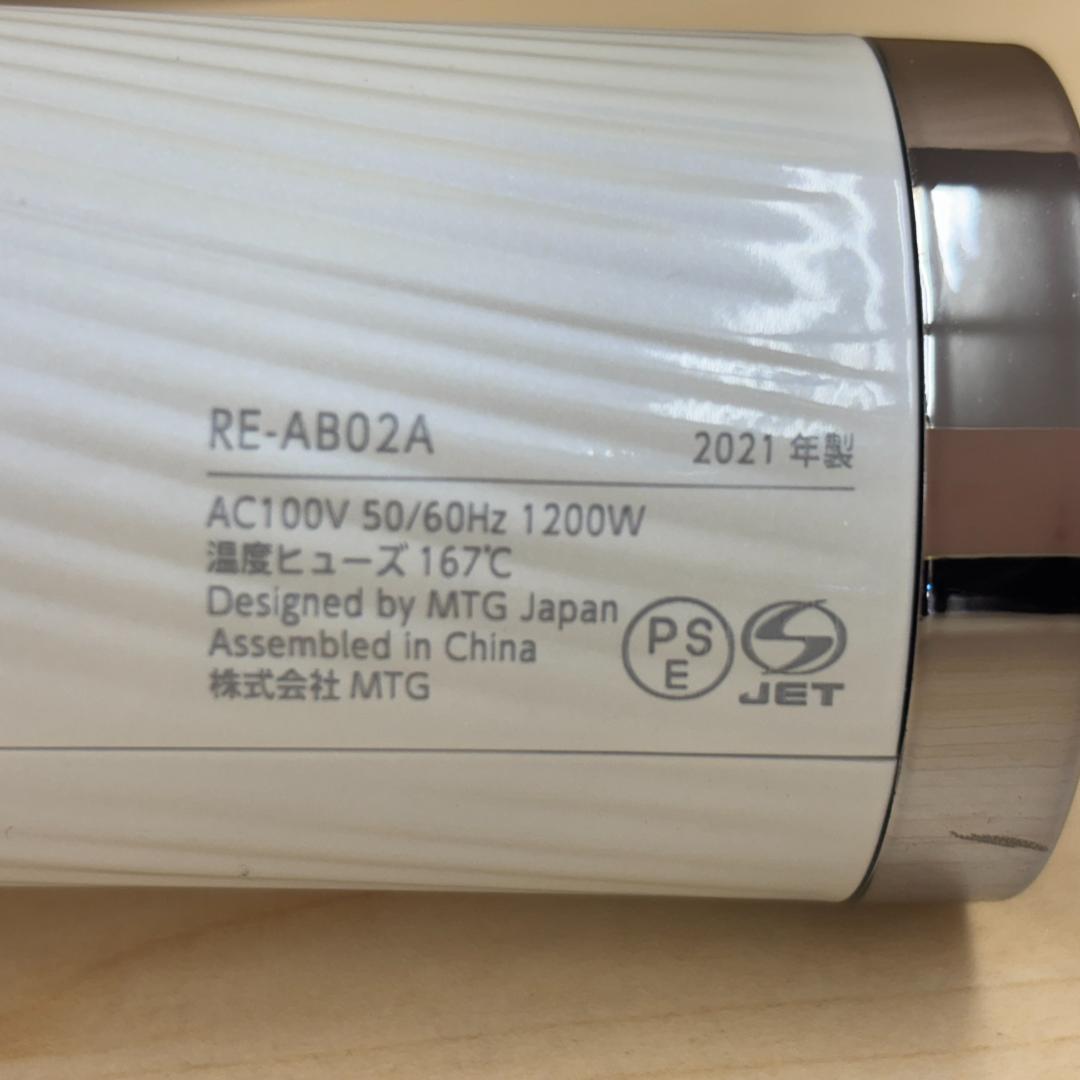 RE-AB02A
2021 年製
AC100V 50/60Hz 1200W
温度ヒューズ 167℃
Designed by MTG Japan
Assembled in China
株式会社 MTG
PS
E
JET